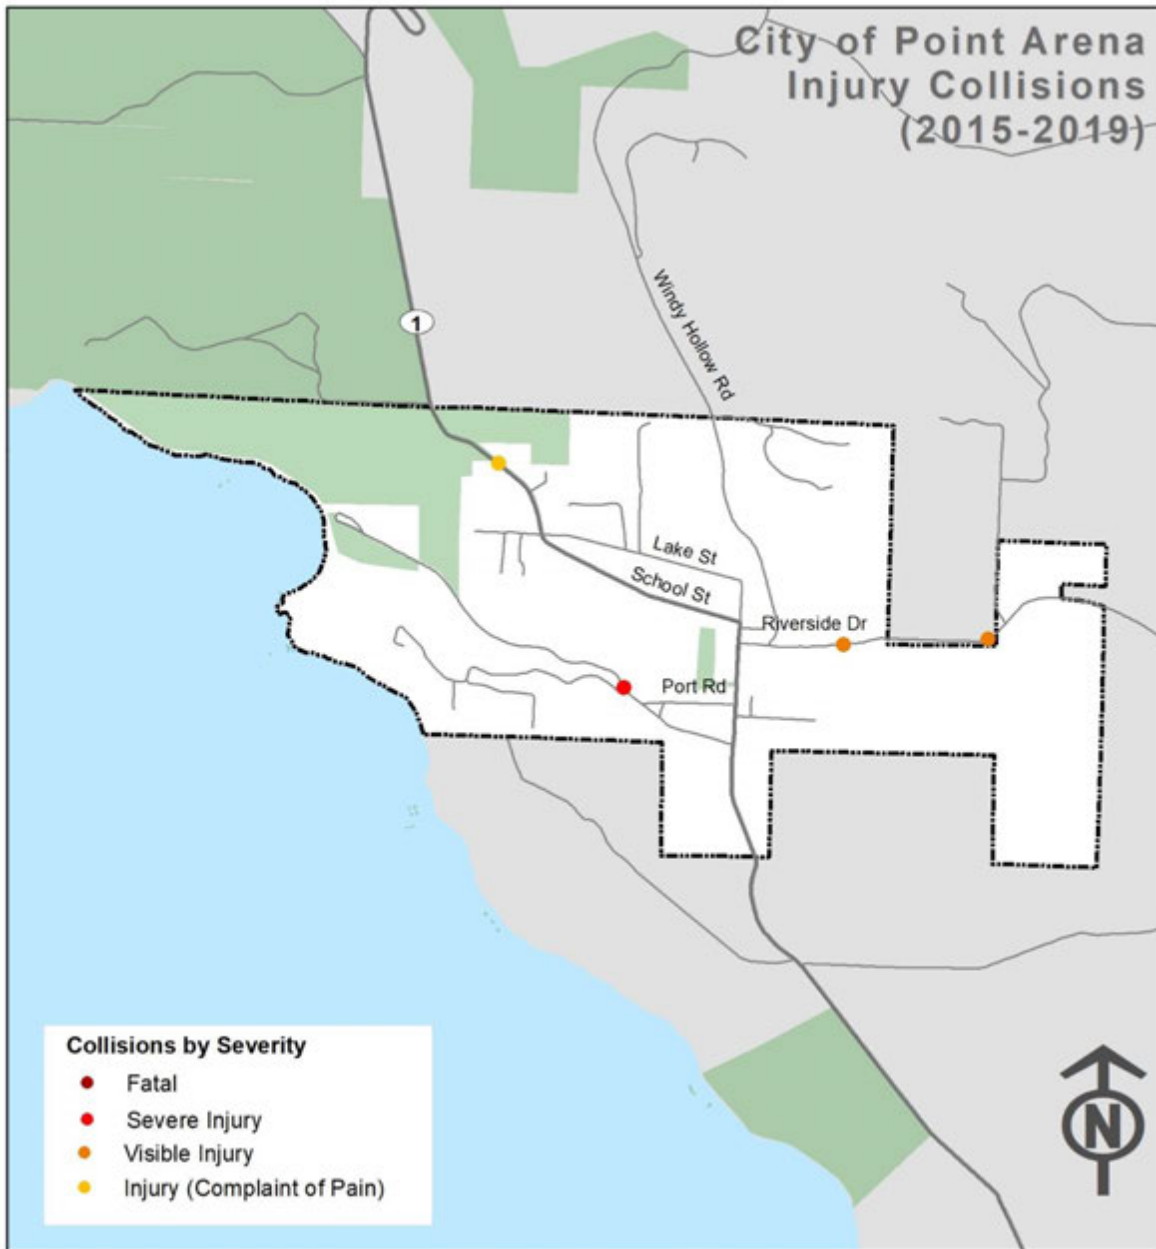 City of Point Arena
Injury Collisions
(2015-2019)
1
Windy Hollow Rd
Lake St
School St
Riverside Dr
Port Rd
Collisions by Severity
Fatal
Severe Injury
Visible Injury
Injury (Complaint of Pain)
N